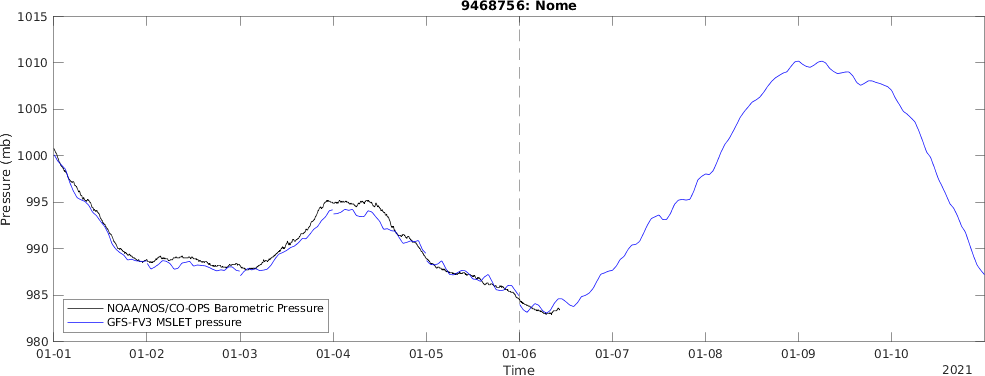 9468756: Nome
1015
1010
1005
1000
995
990
985
980
Pressure (mb)
NOAA/NOS/CO-OPS Barometric Pressure
GFS-FV3 MSLET pressure
01-01 01-02 01-03 01-04 01-05 01-06 01-07 01-08 01-09 01-10
Time
2021